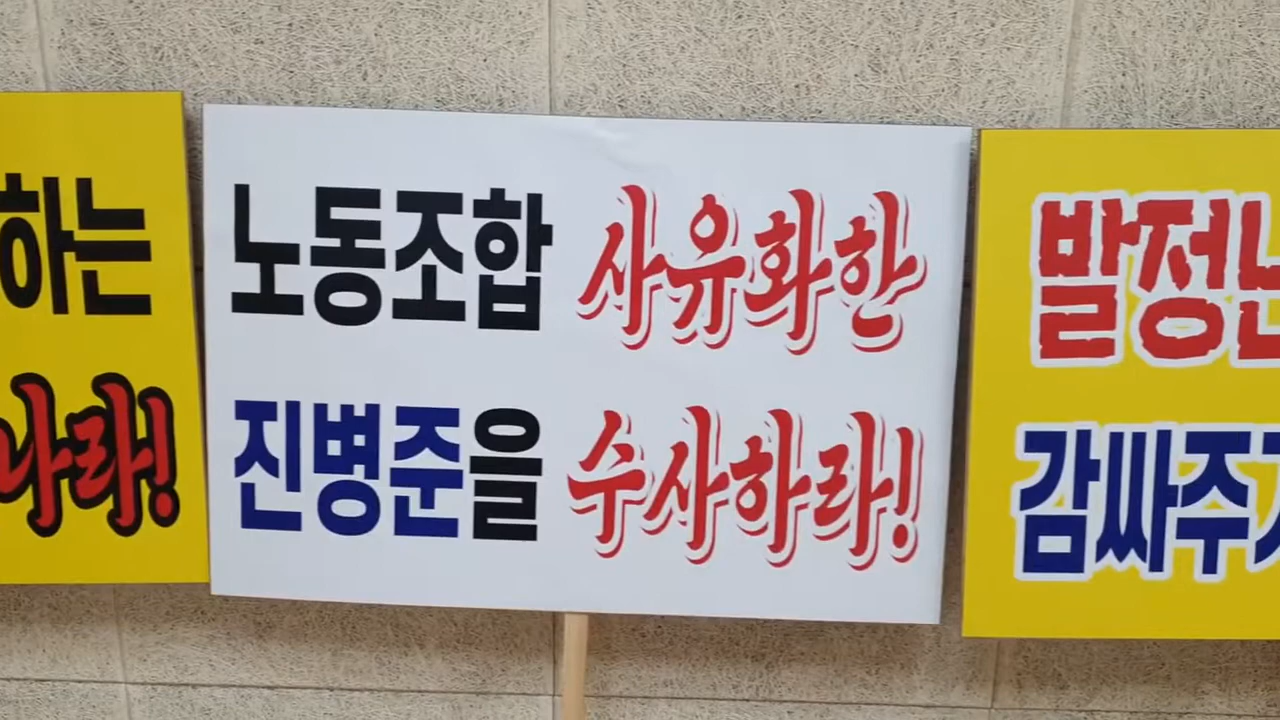 하는
나라!
노동조합 사유화한
진병준을 수사하라!
발정난
감싸주